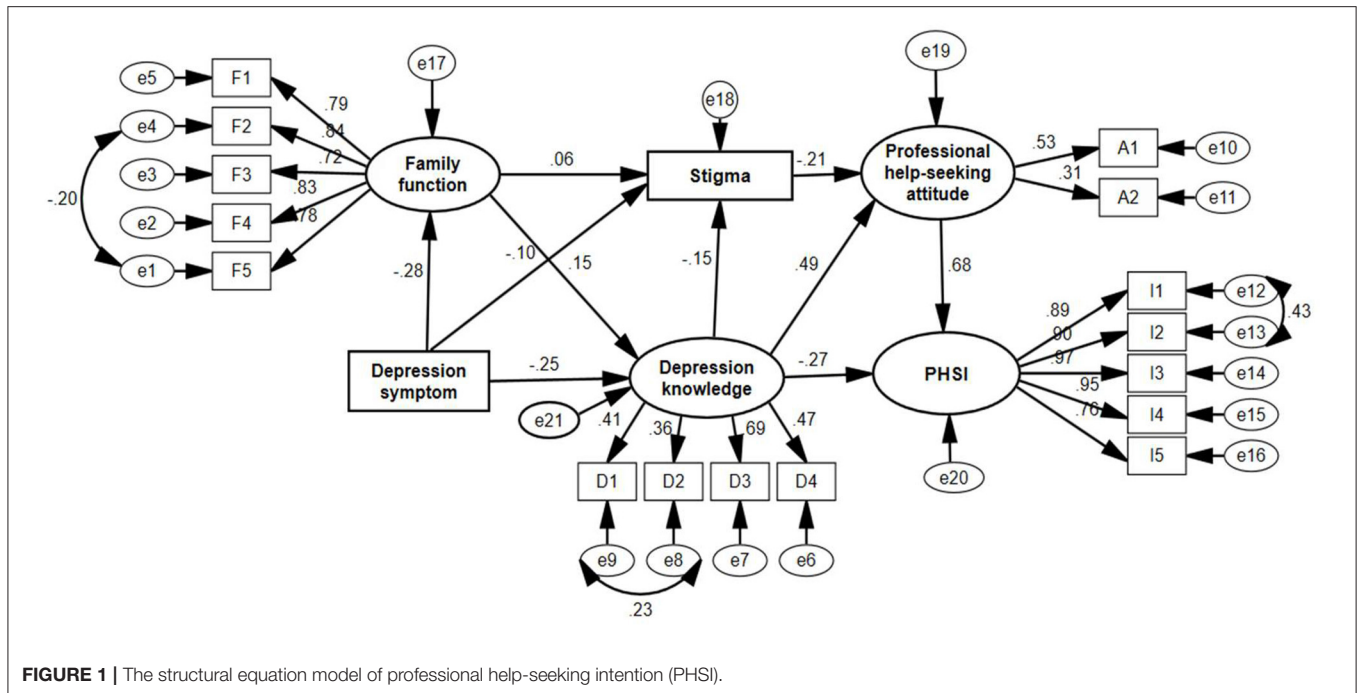 e17
e19
e5
F1
.79
e18
e4
F2
.84
e3
F3
.72
Family
function
.06
Stigma
-.21
Professional
help-seeking
attitude
.53
A1
e10
.31
A2
e11
-.20
e2
F4
.83
e1
F5
.78
-.28
-.10
.15
-.15
.49
.68
Depression
symptom
-.25
Depression
knowledge
-.27
PHSI
.89
I1
e12
.43
.90
I2
e13
.97
I3
e14
.95
I4
e15
.76
I5
e16
e21
.41
.36
.69
.47
e20
D1
D2
D3
D4
e9
e8
e7
e6
.23
FIGURE 1 | The structural equation model of professional help-seeking intention (PHSI).